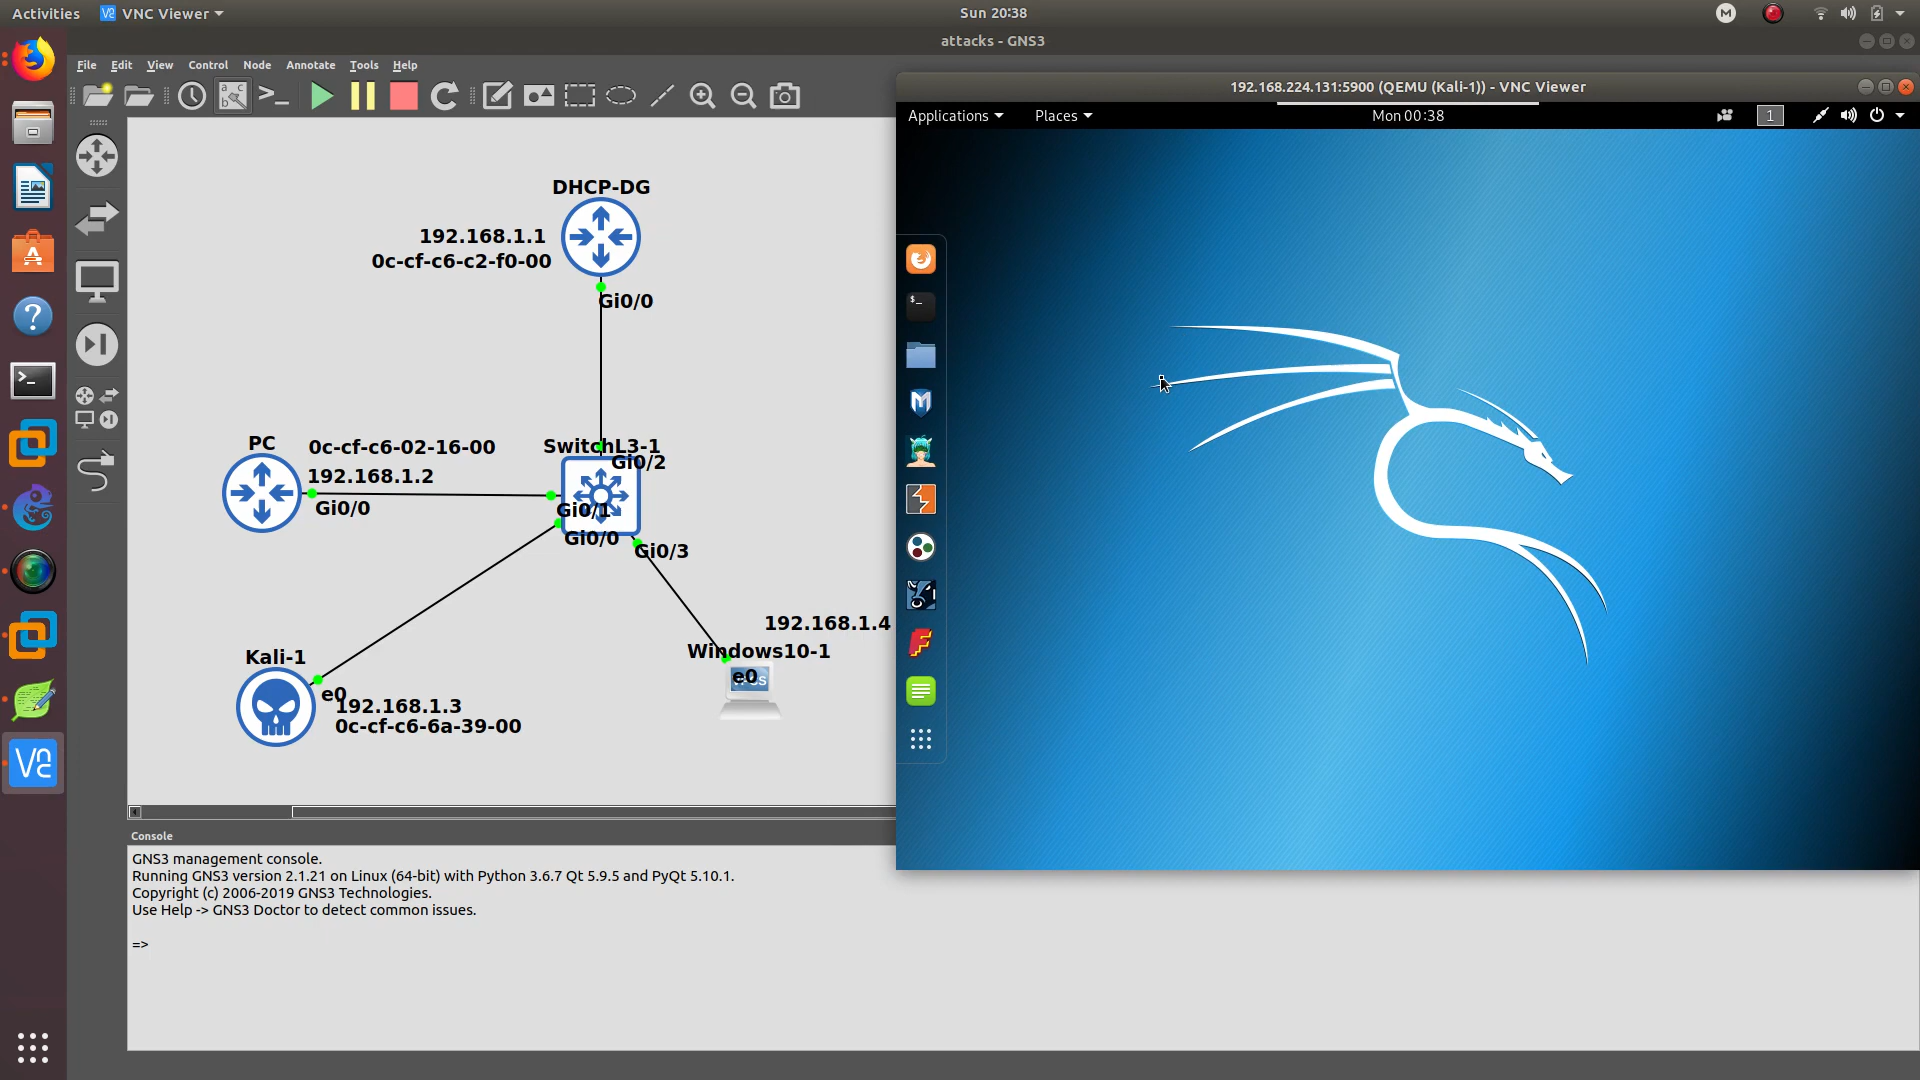 Activities
VNC Viewer
Sun 20:38
attacks - GNS3
File Edit View Control Node Annotate Tools Help
192.168.224.131:5900 (QEMU (Kali-1)) - VNC Viewer
Applications Places Mon 00:38 1
DHCP-DG
192.168.1.1
0c-cf-c6-c2-f0-00
Gi0/0
PC
0c-cf-c6-02-16-00
192.168.1.2
Gi0/0
SwitchL3-1
Gi0/2
Gi0/1
Gi0/0
Gi0/3
192.168.1.4
Windows10-1
e0
Kali-1
e0
192.168.1.3
0c-cf-c6-6a-39-00
Console
GNS3 management console.
Running GNS3 version 2.1.21 on Linux (64-bit) with Python 3.6.7 Qt 5.9.5 and PyQt 5.10.1.
Copyright (c) 2006-2019 GNS3 Technologies.
Use Help -> GNS3 Doctor to detect common issues.
=>